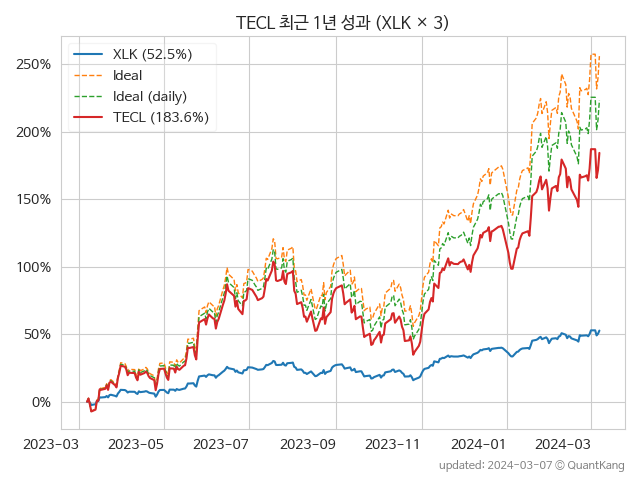 TECL 최근 1년 성과 (XLK × 3)
XLK (52.5%)
Ideal
Ideal (daily)
TECL (183.6%)
250%
200%
150%
100%
50%
0%
2023-03 2023-05 2023-07 2023-09 2023-11 2024-01 2024-03
updated: 2024-03-07 © QuantKang